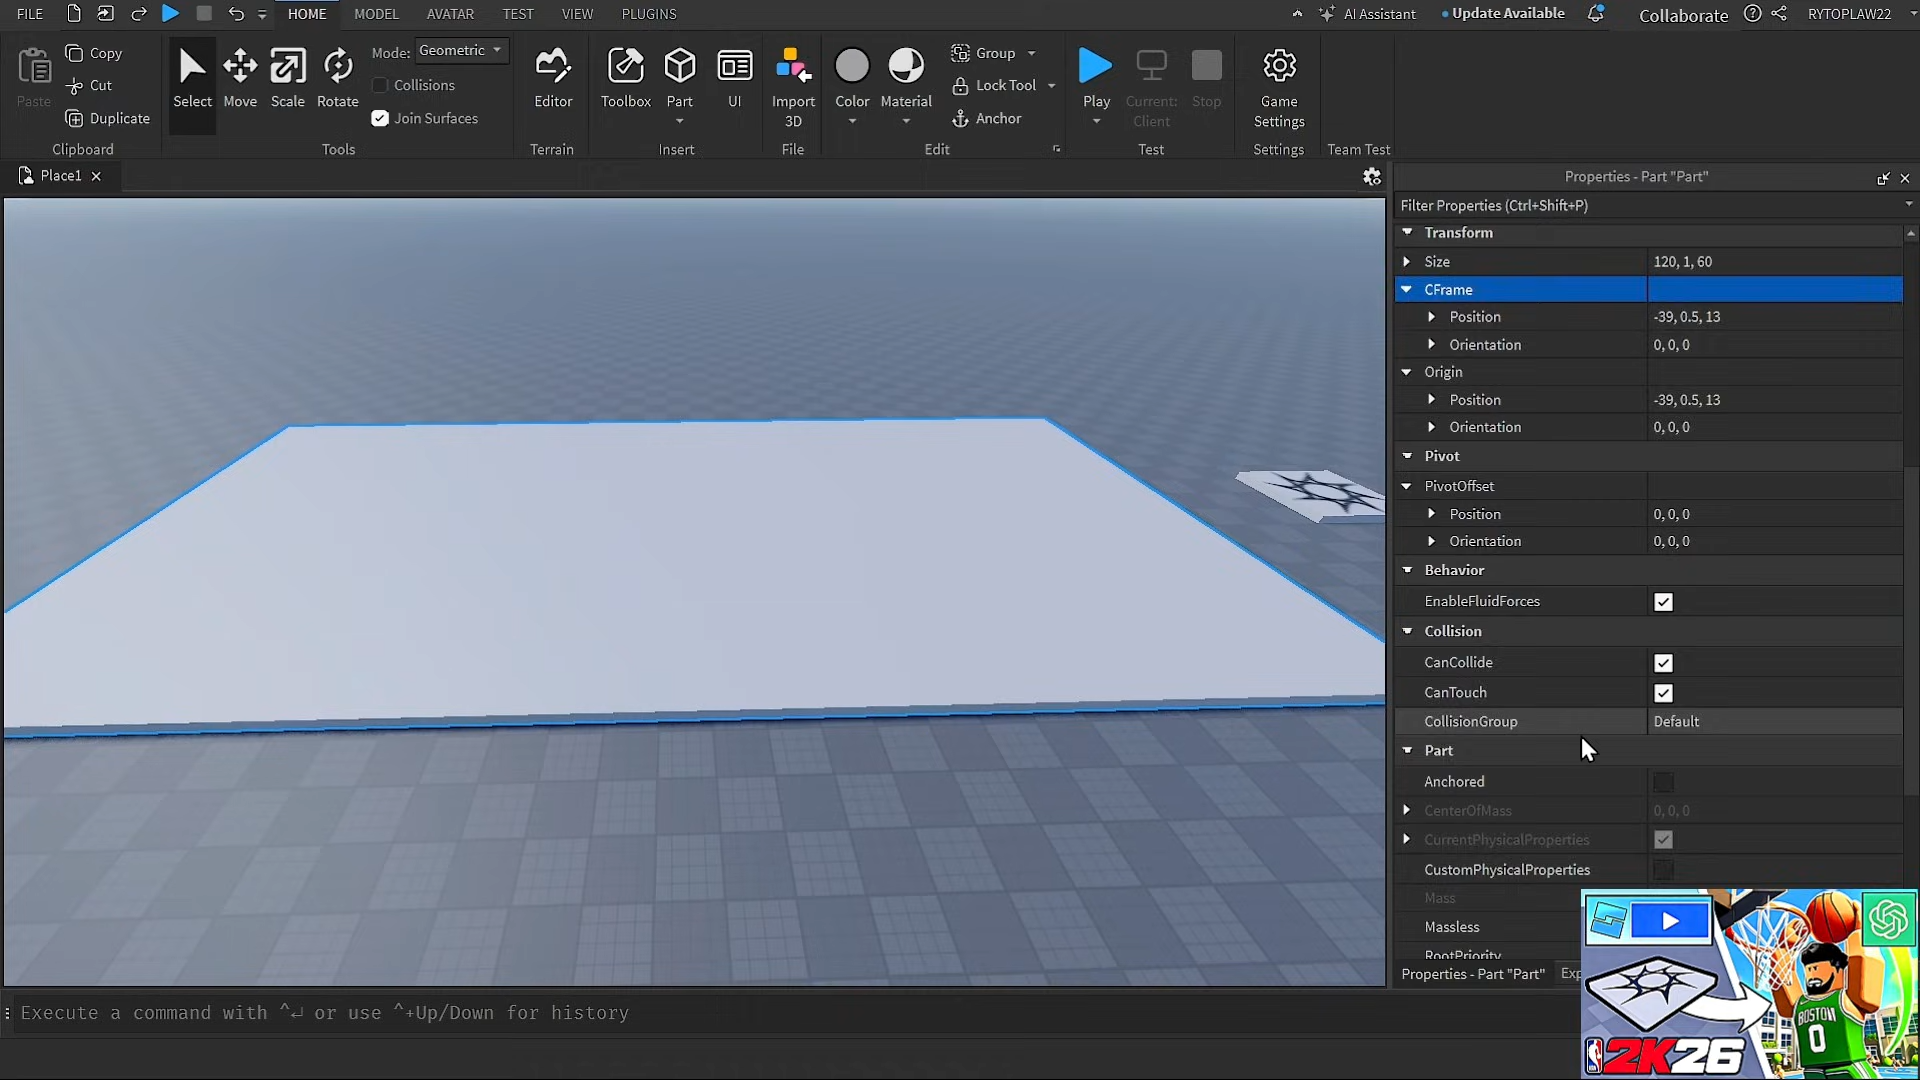 FILE HOME MODEL AVATAR TEST VIEW PLUGINS AI Assistant Update Available Collaborate RYTOPLAW22
Paste Copy Cut Duplicate Clipboard
Select Move Scale Rotate Mode: Geometric Collisions Join Surfaces Tools
Editor Terrain
Toolbox Part UI Insert
Import 3D File
Color Material Group Lock Tool Anchor Edit
Play Current: Client Stop Test
Game Settings Settings
Team Test
Place1
Properties - Part "Part"
Filter Properties (Ctrl+Shift+P)
Transform
Size 120, 1, 60
CFrame
Position -39, 0.5, 13
Orientation 0, 0, 0
Origin
Position -39, 0.5, 13
Orientation 0, 0, 0
Pivot
PivotOffset
Position 0, 0, 0
Orientation 0, 0, 0
Behavior
EnableFluidForces
Collision
CanCollide
CanTouch
CollisionGroup Default
Part
Anchored
CenterOfMass 0, 0, 0
CurrentPhysicalProperties
CustomPhysicalProperties
Mass
Massless
RootPriority
Properties - Part "Part" Exp
BOSTON
0
NBA 2K26
Execute a command with ^↵ or use ^+Up/Down for history